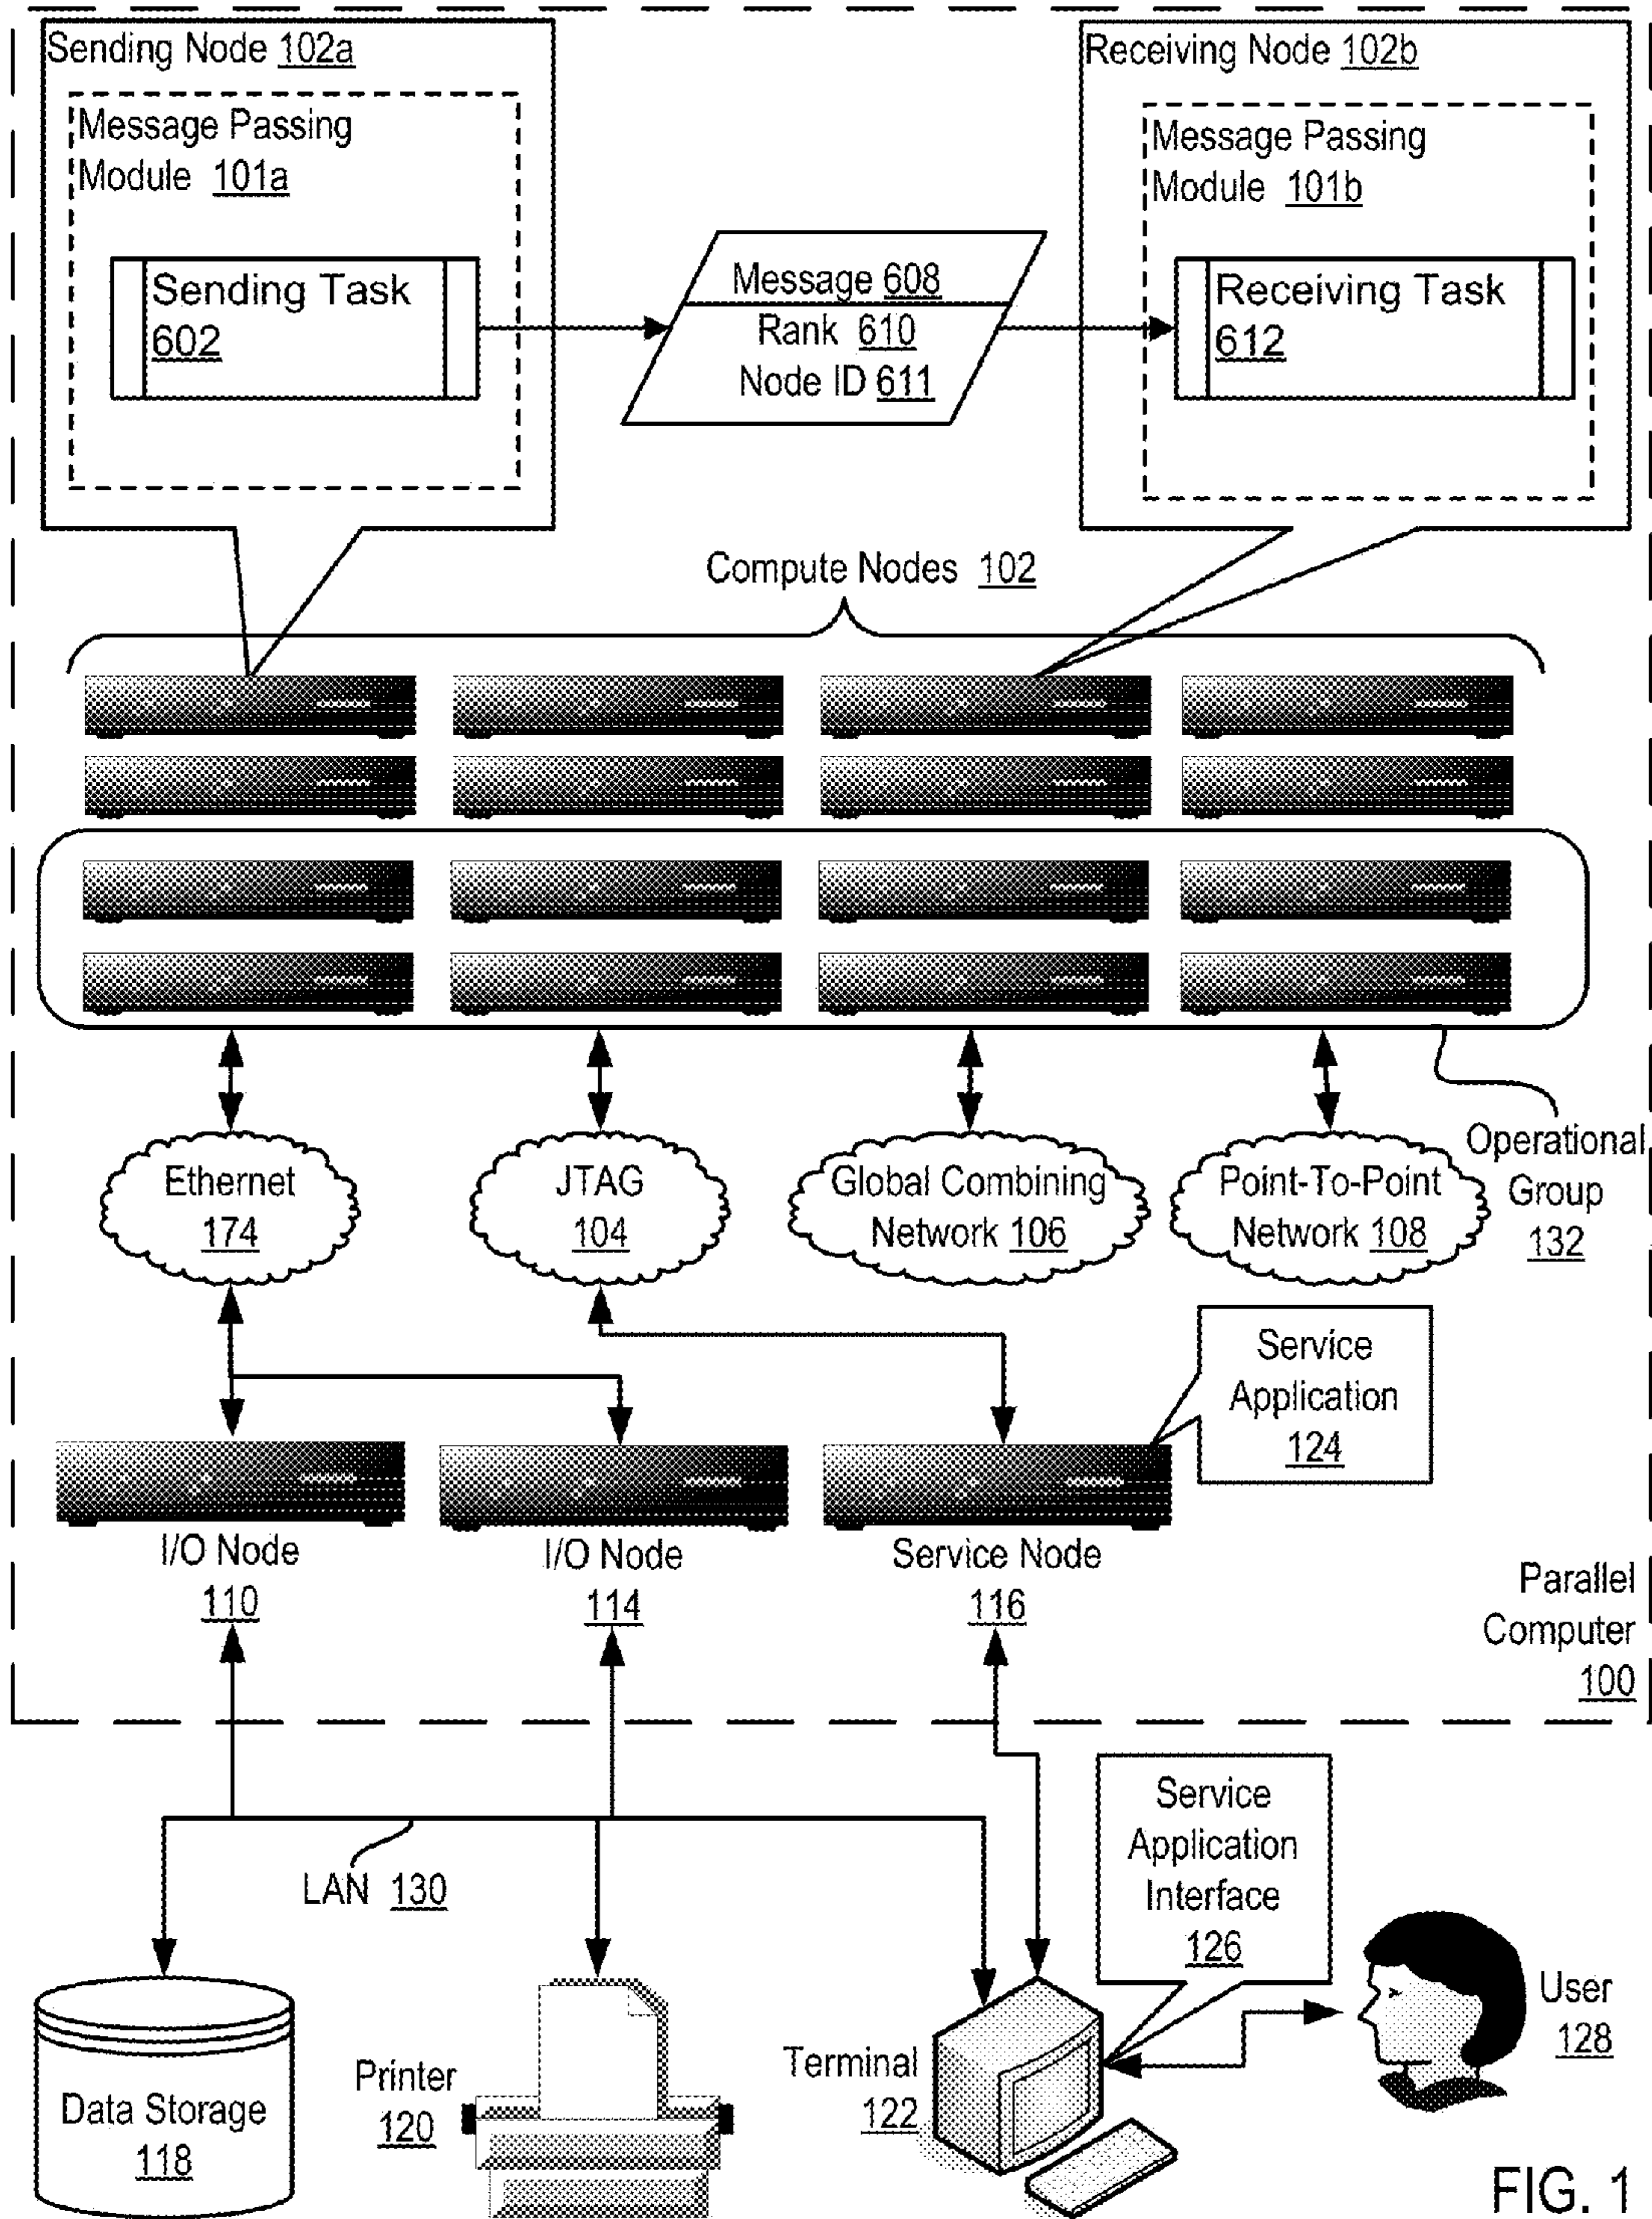 Sending Node 102a
Message Passing
Module 101a
Sending Task
602
Message 608
Rank 610
Node ID 611
Receiving Node 102b
Message Passing
Module 101b
Receiving Task
612
Compute Nodes 102
Ethernet
174
JTAG
104
Global Combining
Network 106
Point-To-Point
Network 108
Operational
Group
132
Service
Application
124
I/O Node
110
I/O Node
114
Service Node
116
Parallel
Computer
100
LAN 130
Service
Application
Interface
126
Data Storage
118
Printer
120
Terminal
122
User
128
FIG. 1